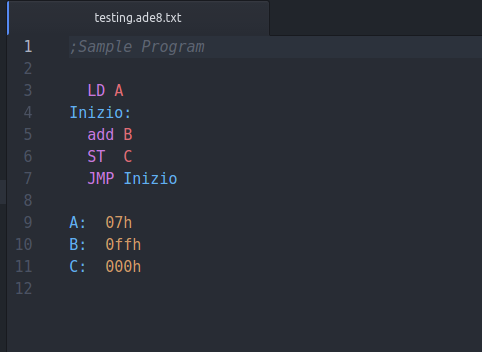 testing.ade8.txt
1 ;Sample Program
2
3 LD A
4 Inizio:
5 add B
6 ST C
7 JMP Inizio
8
9 A: 07h
10 B: 0ffh
11 C: 000h
12